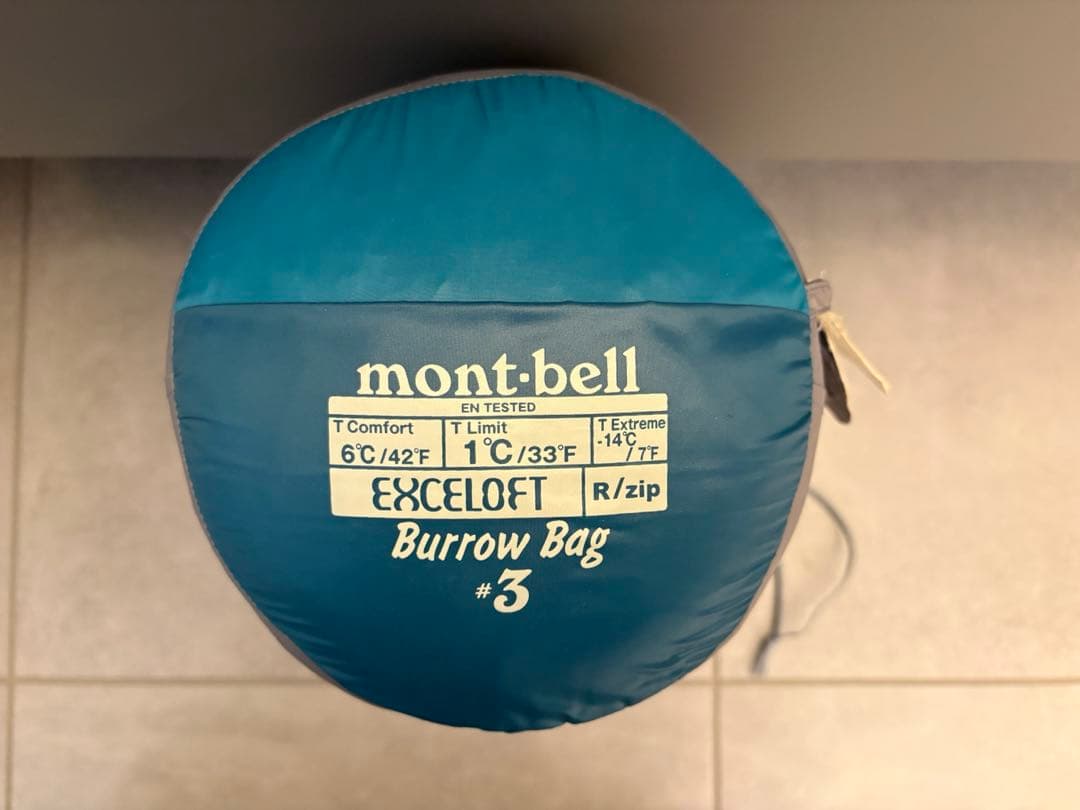 mont·bell
EN TESTED
T Comfort T Limit T Extreme
6℃/42°F 1℃/33°F -14℃/7°F
EXCELOFT R/zip
Burrow Bag
#3